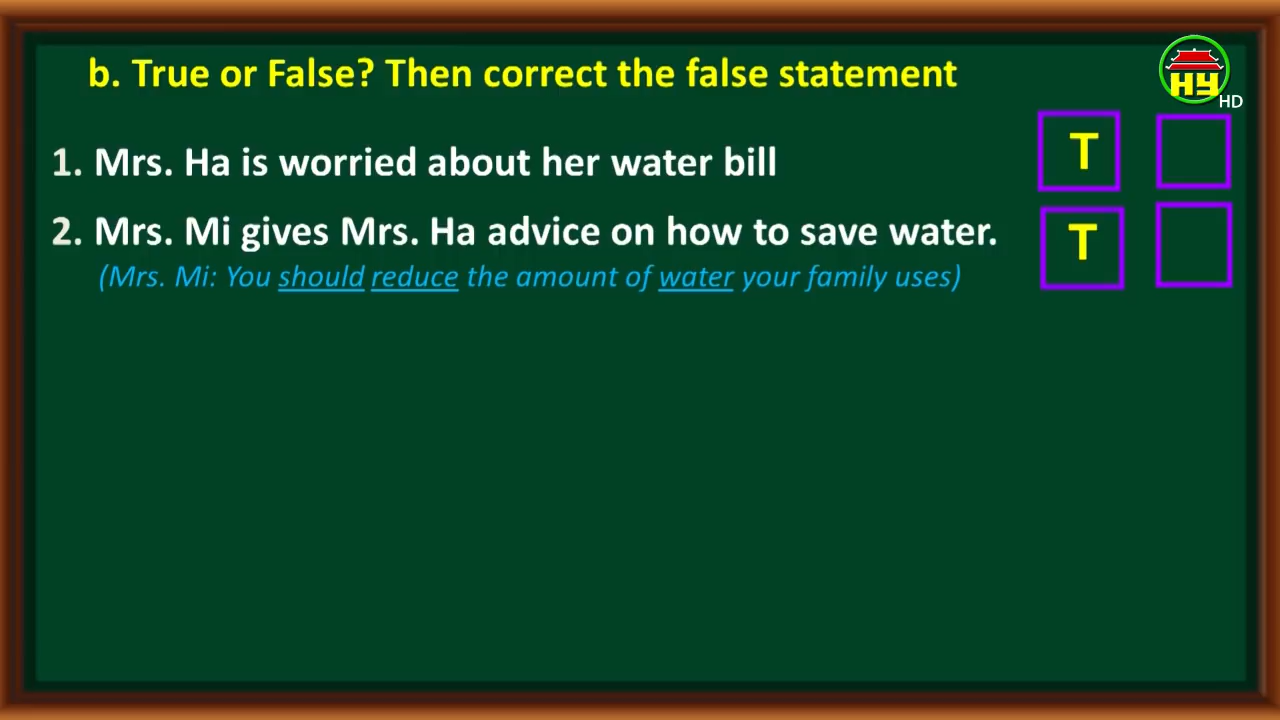 b. True or False? Then correct the false statement
HY
HD
1. Mrs. Ha is worried about her water bill
T
2. Mrs. Mi gives Mrs. Ha advice on how to save water.
T
(Mrs. Mi: You should reduce the amount of water your family uses)